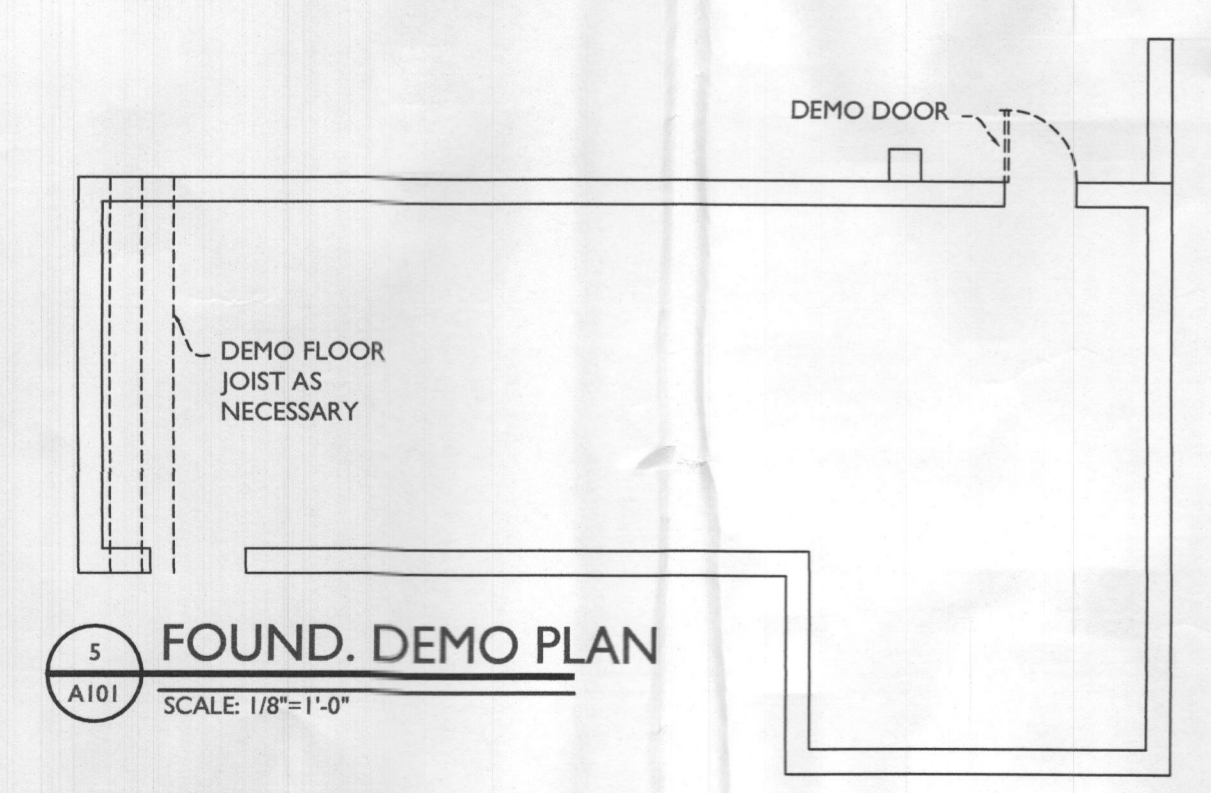 DEMO DOOR
DEMO FLOOR
JOIST AS
NECESSARY
5
A101
FOUND. DEMO PLAN
SCALE: 1/8"=1'-0"